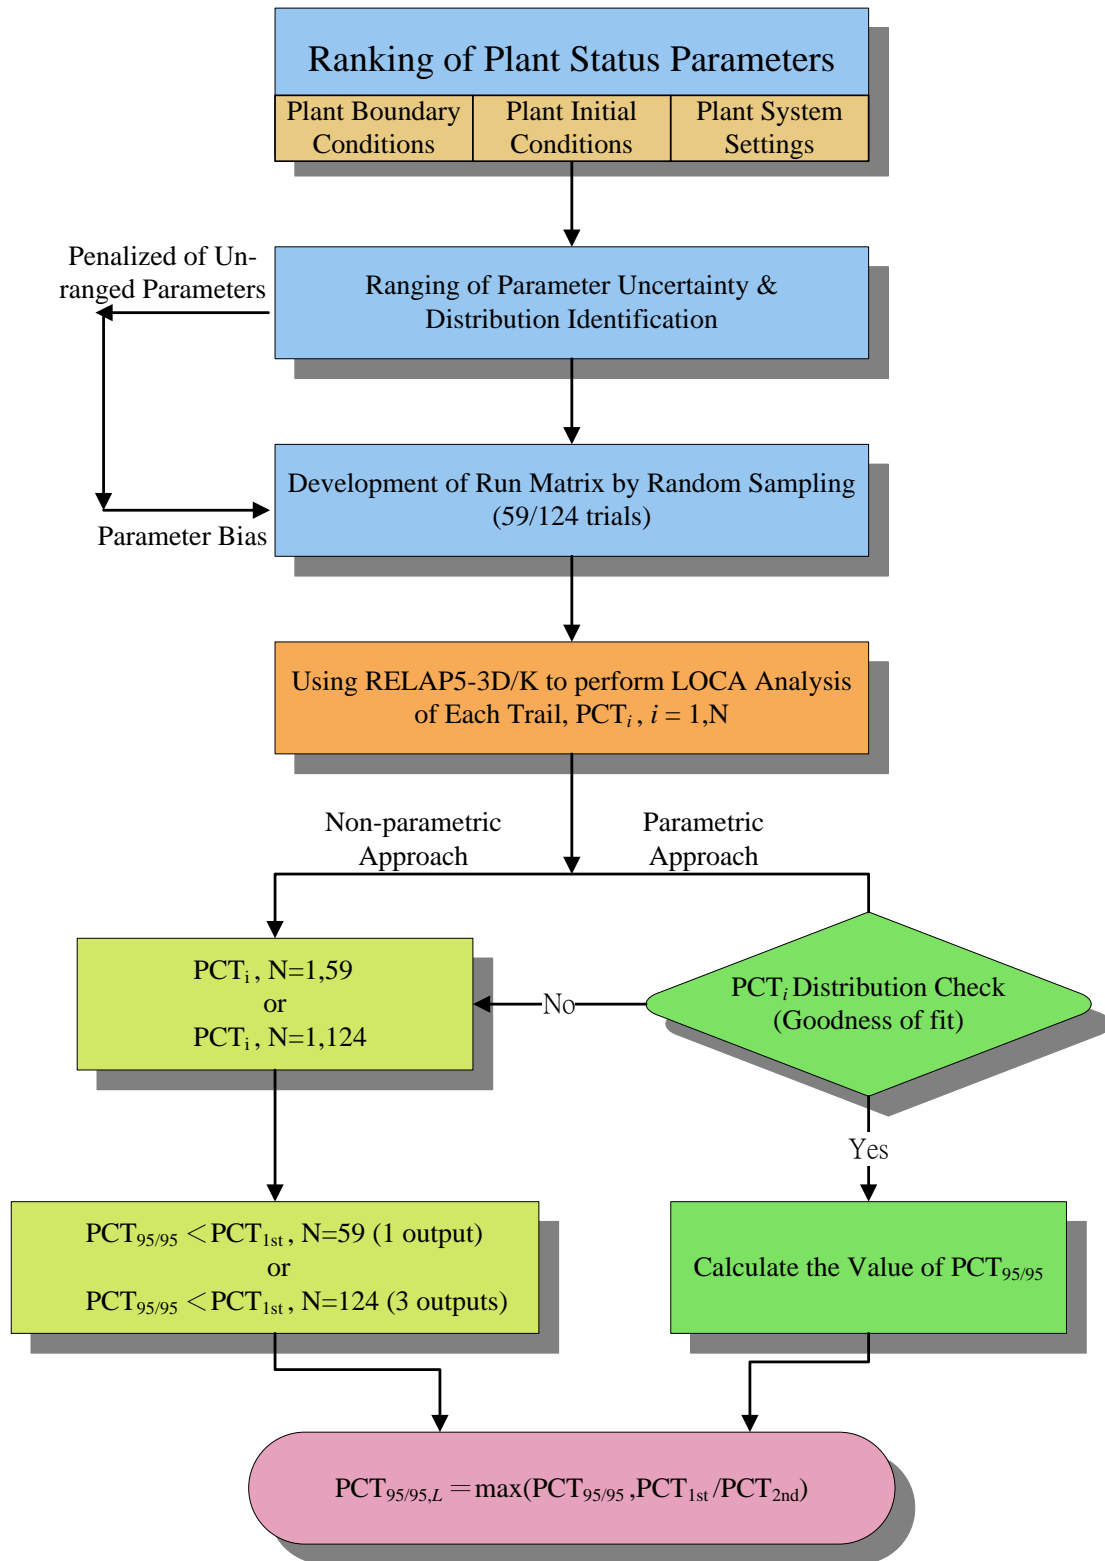 Ranking of Plant Status Parameters
Plant Boundary
Conditions
Plant Initial
Conditions
Plant System
Settings
Penalized of Un-
ranged Parameters
Ranging of Parameter Uncertainty &
Distribution Identification
Development of Run Matrix by Random Sampling
(59/124 trials)
Parameter Bias
Using RELAP5-3D/K to perform LOCA Analysis
of Each Trail, PCTi , i = 1,N
Non-parametric
Approach
Parametric
Approach
PCTi , N=1,59
or
PCTi , N=1,124
No
PCTi Distribution Check
(Goodness of fit)
Yes
PCT95/95 <PCT1st , N=59 (1 output)
or
PCT95/95 <PCT1st , N=124 (3 outputs)
Calculate the Value of PCT95/95
PCT95/95,L =max(PCT95/95 ,PCT1st /PCT2nd)